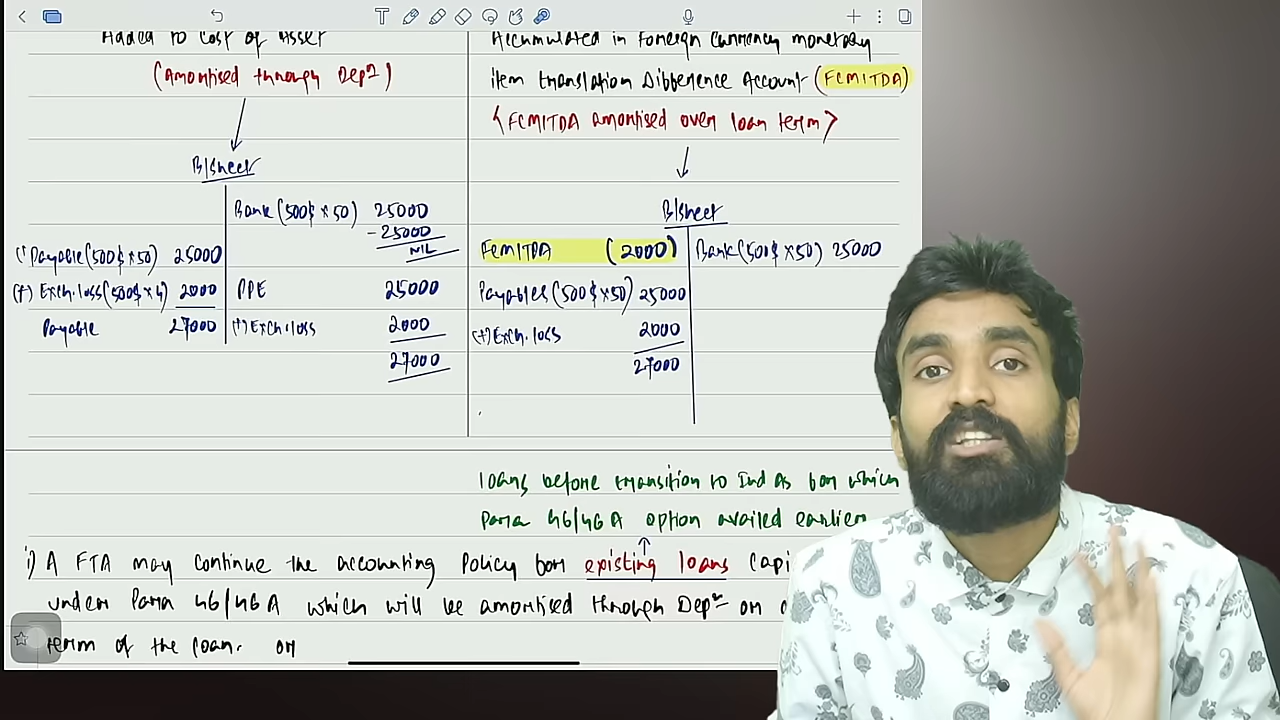 Added to Cost of Asset
(Amortised through Depn)
B/Sheet
Bank (500$ x 50) 25000
- 25000
NIL
Payable (500$ x 50) 25000
(+) Exch. loss (500$ x 4) 2000
PPE 25000
Payable 27000
(+) Exch. loss 2000
27000
Accumulated in Foreign Currency monetary
item translation Difference Account (FCMITDA)
{FCMITDA amortised over loan term}
B/Sheet
FCMITDA (2000)
Bank (500$ x 50) 25000
Payables (500$ x 50) 25000
(+) Exch. loss 2000
27000
loans before transition to Ind As for which
Para 46/46A option availed earlier
i) A FTA may continue the accounting Policy for existing loans
under Para 46/46A which will be amortised through Depn or
term of the loan. or